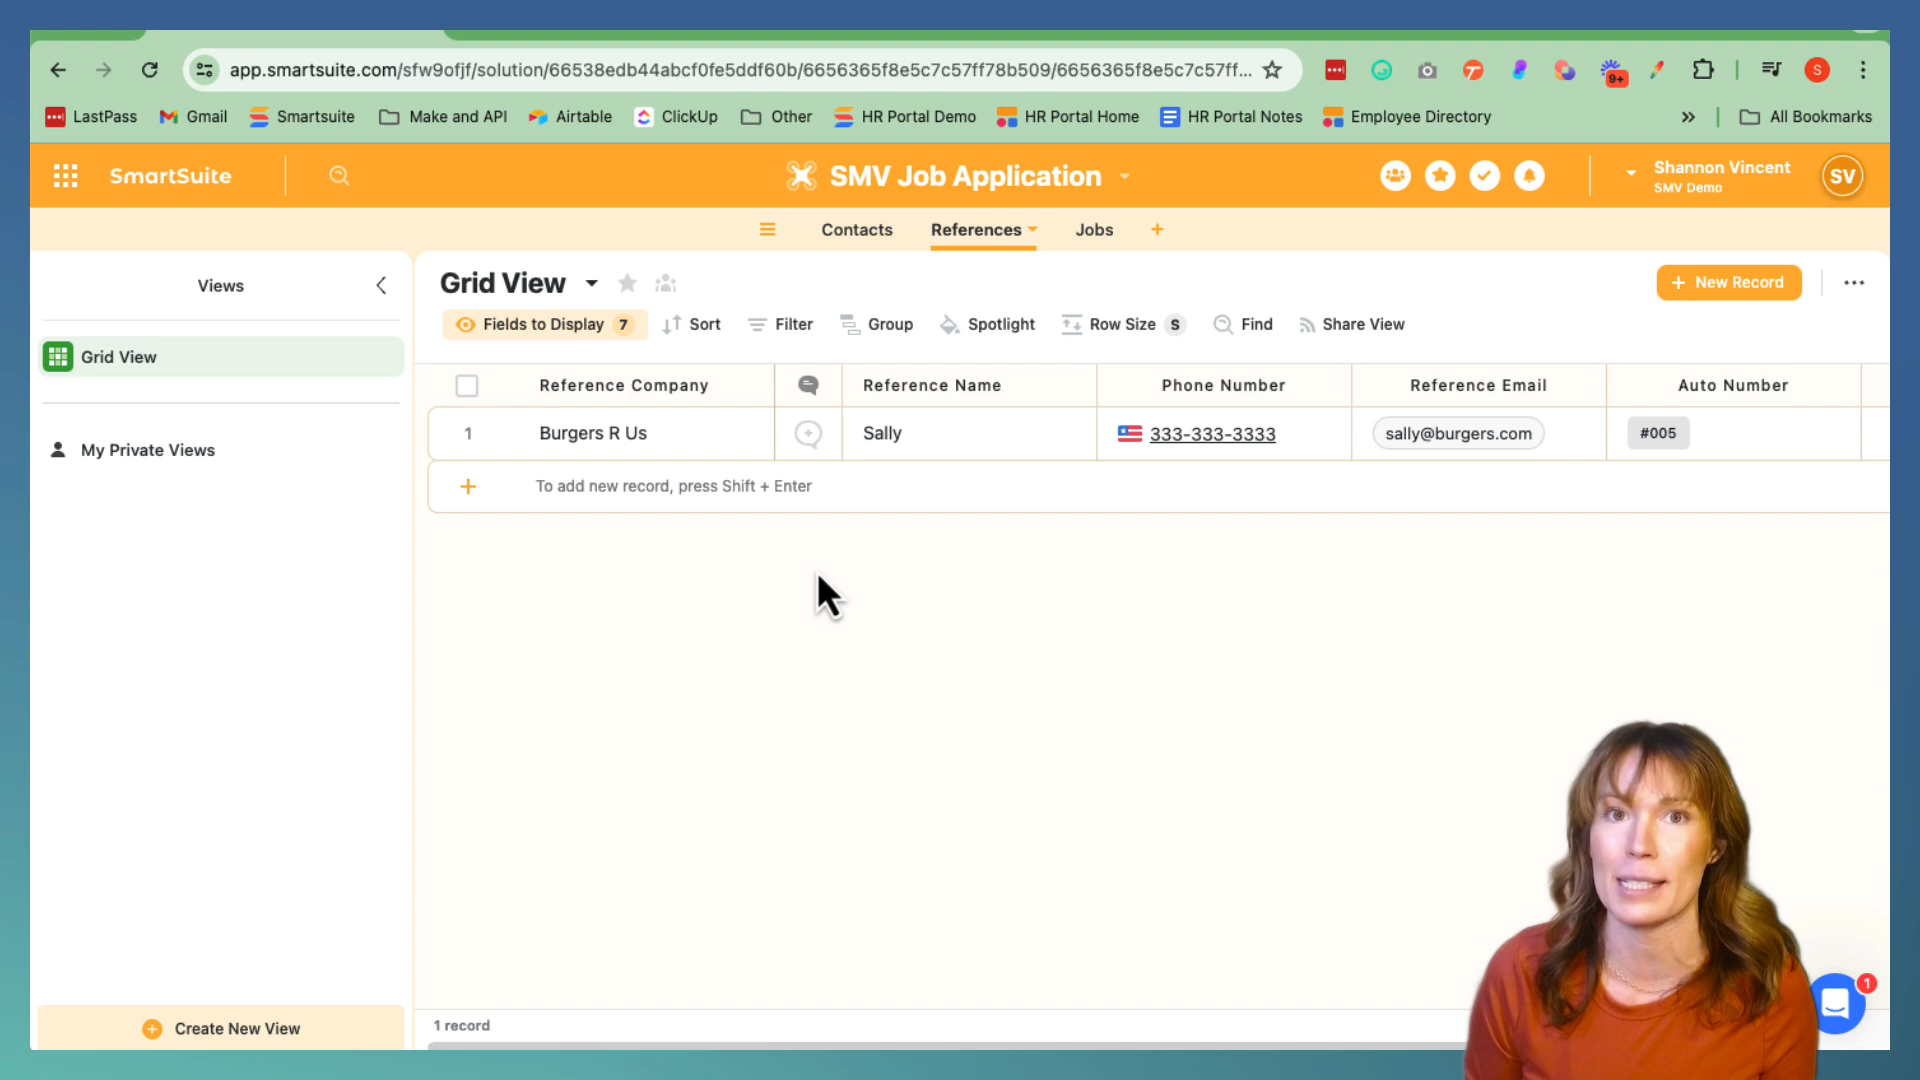 app.smartsuite.com/sfw9ofjf/solution/66538edb44abcf0fe5ddf60b/6656365f8e5c7c57ff78b509/6656365f8e5c7c57ff...
9+
S
LastPass Gmail Smartsuite Make and API Airtable ClickUp Other HR Portal Demo HR Portal Home HR Portal Notes Employee Directory » All Bookmarks
SmartSuite SMV Job Application Shannon Vincent
SMV Demo
SV
Contacts References Jobs +
Views
Grid View
My Private Views
Create New View
Grid View
+ New Record
Fields to Display 7 Sort Filter Group Spotlight Row Size S Find Share View
Reference Company Reference Name Phone Number Reference Email Auto Number
1 Burgers R Us Sally 333-333-3333 sally@burgers.com #005
+ To add new record, press Shift + Enter
1 record
1